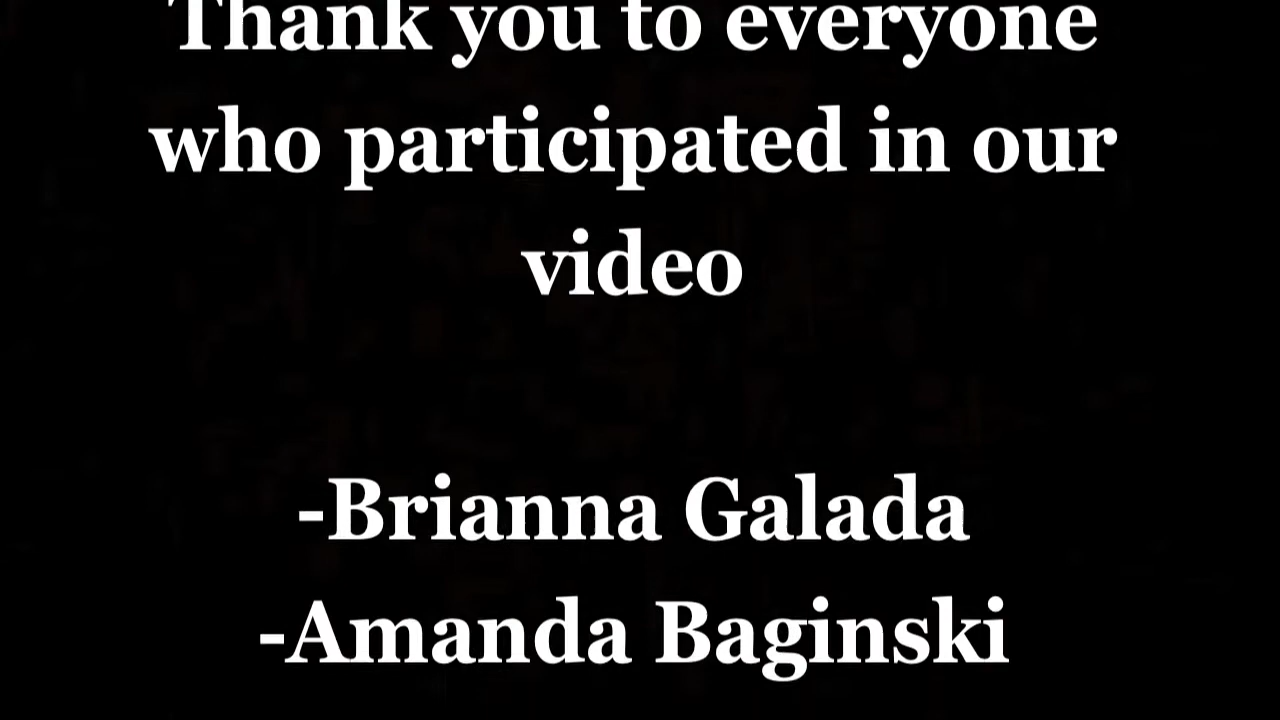 Thank you to everyone
who participated in our
video
-Brianna Galada
-Amanda Baginski